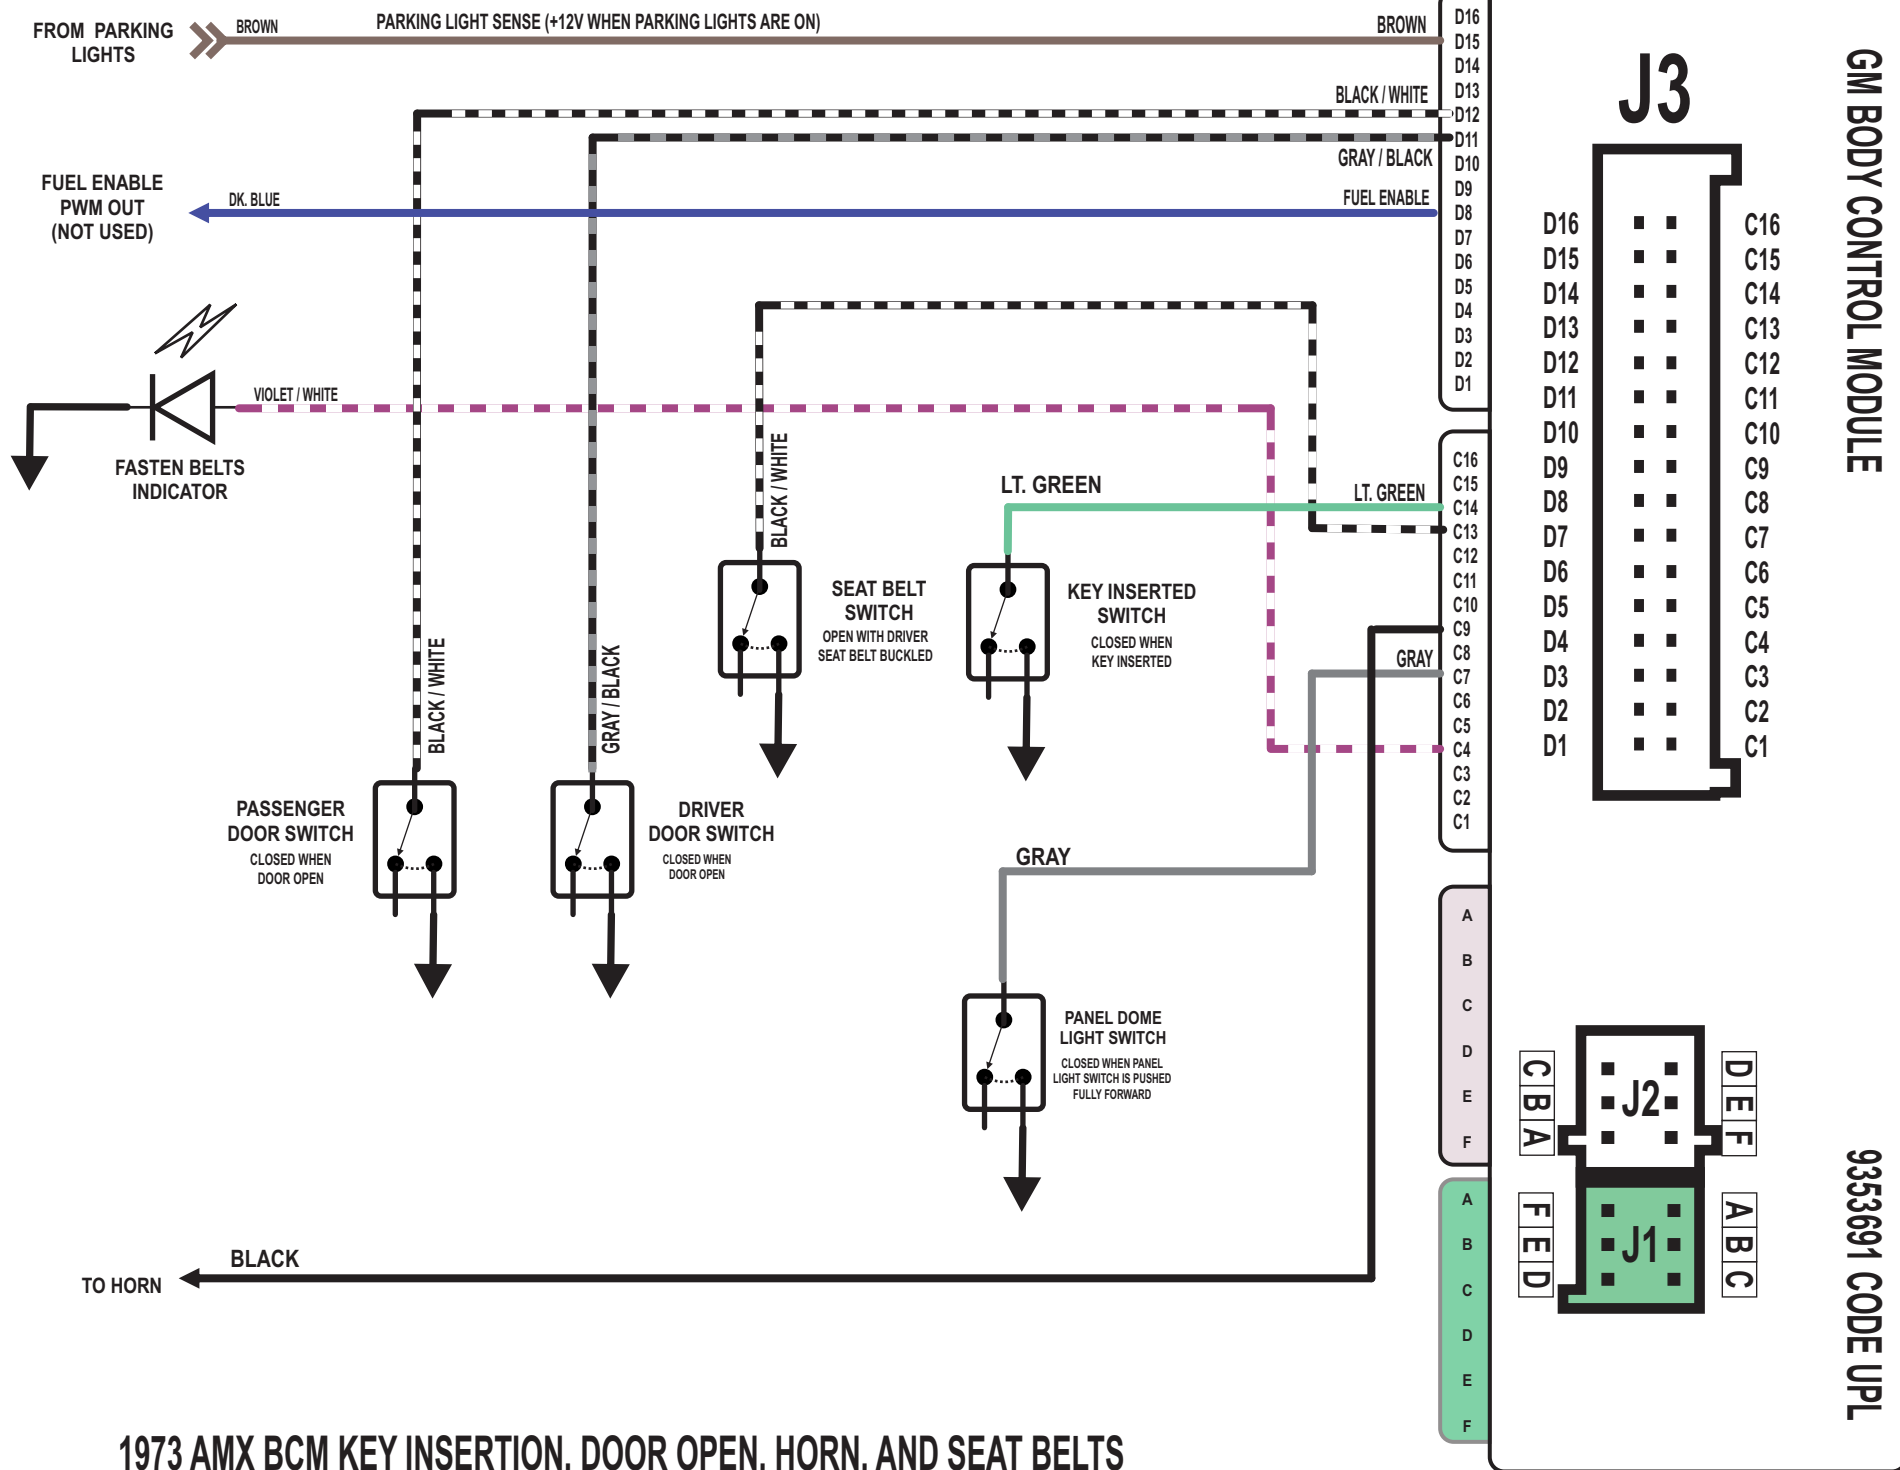 FROM PARKING
LIGHTS
BROWN
PARKING LIGHT SENSE (+12V WHEN PARKING LIGHTS ARE ON)
BROWN
BLACK / WHITE
GRAY / BLACK
FUEL ENABLE
PWM OUT
(NOT USED)
DK. BLUE
FUEL ENABLE
D16
D15
D14
D13
D12
D11
D10
D9
D8
D7
D6
D5
D4
D3
D2
D1
VIOLET / WHITE
FASTEN BELTS
INDICATOR
BLACK / WHITE
LT. GREEN
LT. GREEN
SEAT BELT
SWITCH
OPEN WITH DRIVER
SEAT BELT BUCKLED
KEY INSERTED
SWITCH
CLOSED WHEN
KEY INSERTED
GRAY
C16
C15
C14
C13
C12
C11
C10
C9
C8
C7
C6
C5
C4
C3
C2
C1
BLACK / WHITE
GRAY / BLACK
PASSENGER
DOOR SWITCH
CLOSED WHEN
DOOR OPEN
DRIVER
DOOR SWITCH
CLOSED WHEN
DOOR OPEN
GRAY
PANEL DOME
LIGHT SWITCH
CLOSED WHEN PANEL
LIGHT SWITCH IS PUSHED
FULLY FORWARD
A
B
C
D
E
F
A
B
C
D
E
F
BLACK
TO HORN
J3
D16 C16
D15 C15
D14 C14
D13 C13
D12 C12
D11 C11
D10 C10
D9 C9
D8 C8
D7 C7
D6 C6
D5 C5
D4 C4
D3 C3
D2 C2
D1 C1
GM BODY CONTROL MODULE
C B A
J2
D E F
F E D
J1
A B C
9353691 CODE UPL
1973 AMX BCM KEY INSERTION, DOOR OPEN, HORN, AND SEAT BELTS